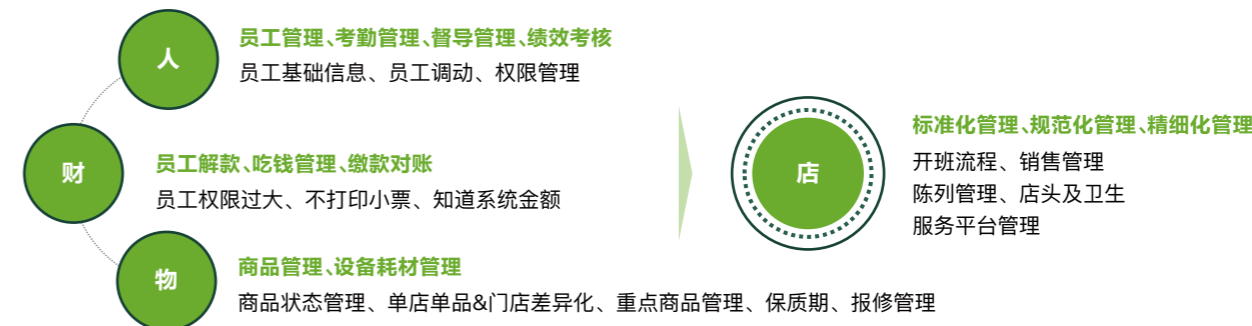 人
员工管理、考勤管理、督导管理、绩效考核
员工基础信息、员工调动、权限管理
财
员工解款、吃钱管理、缴款对账
员工权限过大、不打印小票、知道系统金额
物
商品管理、设备耗材管理
商品状态管理、单店单品&门店差异化、重点商品管理、保质期、报修管理
店
标准化管理、规范化管理、精细化管理
开班流程、销售管理
陈列管理、店头及卫生
服务平台管理